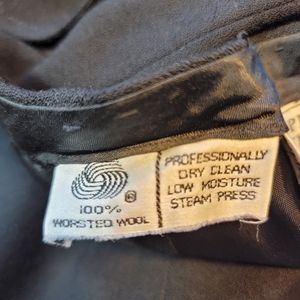 100%
WORSTED WOOL
PROFESSIONALLY
DRY CLEAN
LOW MOISTURE
STEAM PRESS